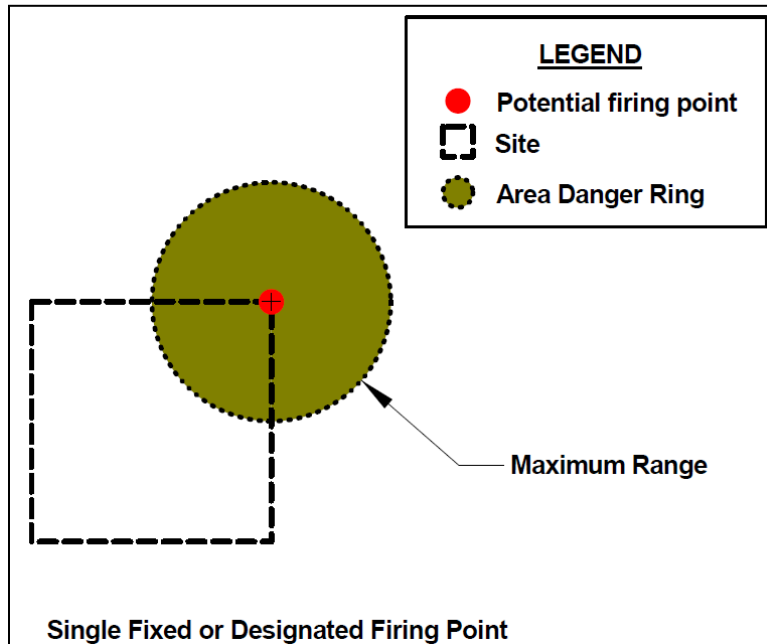 LEGEND
Potential firing point
Site
Area Danger Ring
Maximum Range
Single Fixed or Designated Firing Point